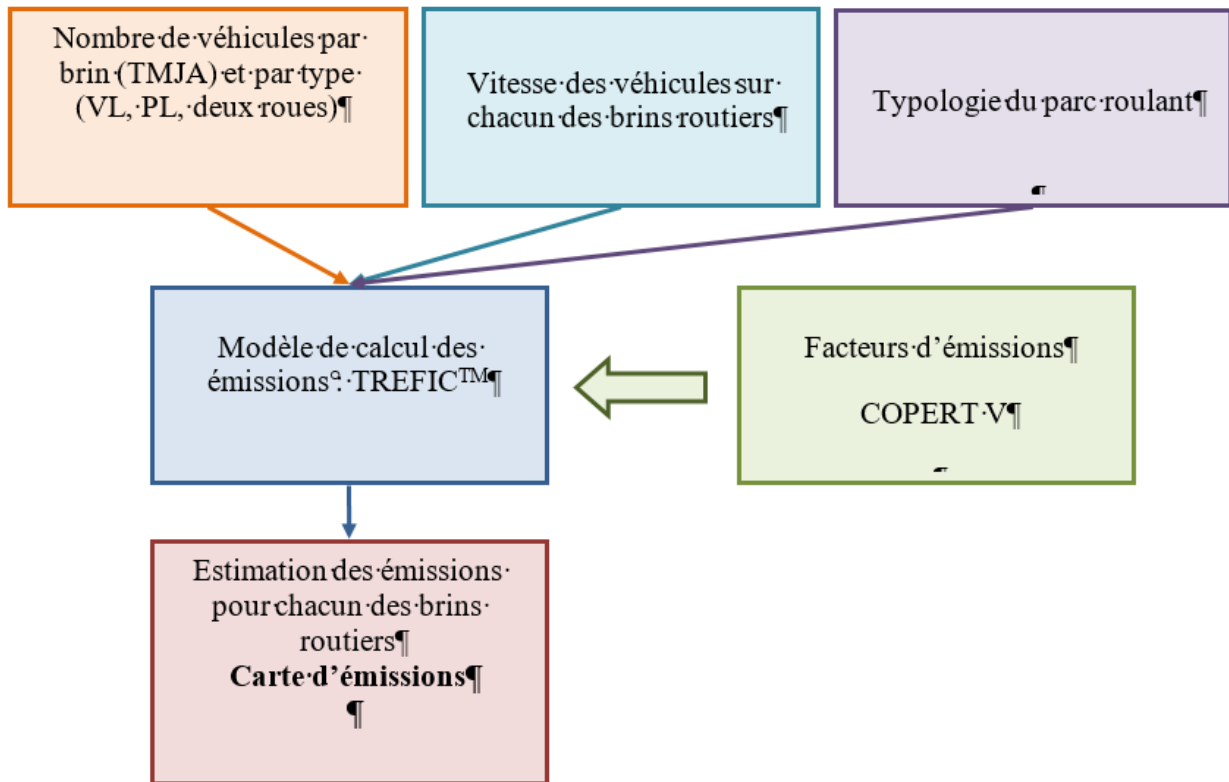 Nombre·de·véhicules·par·
brin·(TMJA)·et·par·type·
(VL,·PL,·deux·roues)¶
Vitesse·des·véhicules·sur·
chacun·des·brins·routiers¶
Typologie·du·parc·roulant¶
¶
Modèle·de·calcul·des·
émissions°:·TREFIC™¶
Facteurs·d’émissions¶
COPERT·V¶
¶
Estimation·des·émissions·
pour·chacun·des·brins·
routiers¶
Carte·d’émissions¶
¶